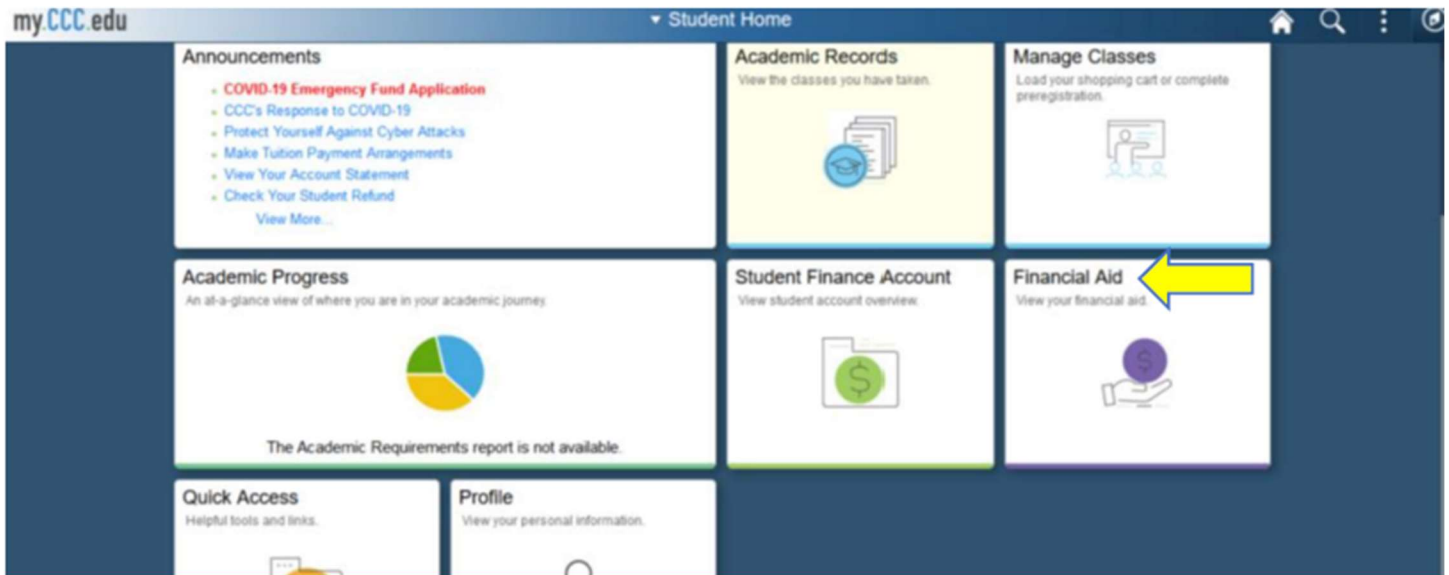 my.CCC.edu
Student Home
Announcements
COVID-19 Emergency Fund Application
CCC's Response to COVID-19
Protect Yourself Against Cyber Attacks
Make Tuition Payment Arrangements
View Your Account Statement
Check Your Student Refund
View More...
Academic Records
View the classes you have taken.
Manage Classes
Load your shopping cart or complete
preregistration.
Academic Progress
An at-a-glance view of where you are in your academic journey.
The Academic Requirements report is not available.
Student Finance Account
View student account overview.
Financial Aid
View your financial aid.
Quick Access
Helpful tools and links.
Profile
View your personal information.